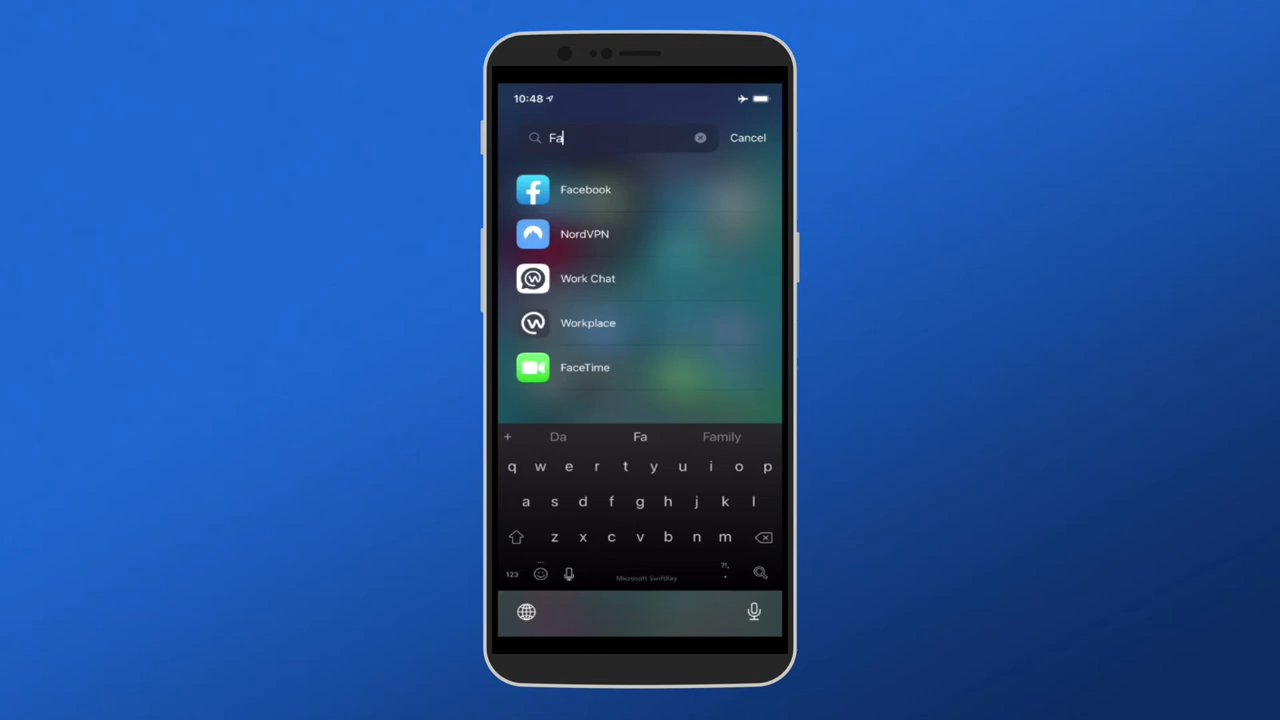 10:48
Fa
Cancel
Facebook
NordVPN
Work Chat
Workplace
FaceTime
+ Da Fa Family
q w e r t y u i o p
a s d f g h j k l
z x c v b n m
123 Microsoft SwiftKey